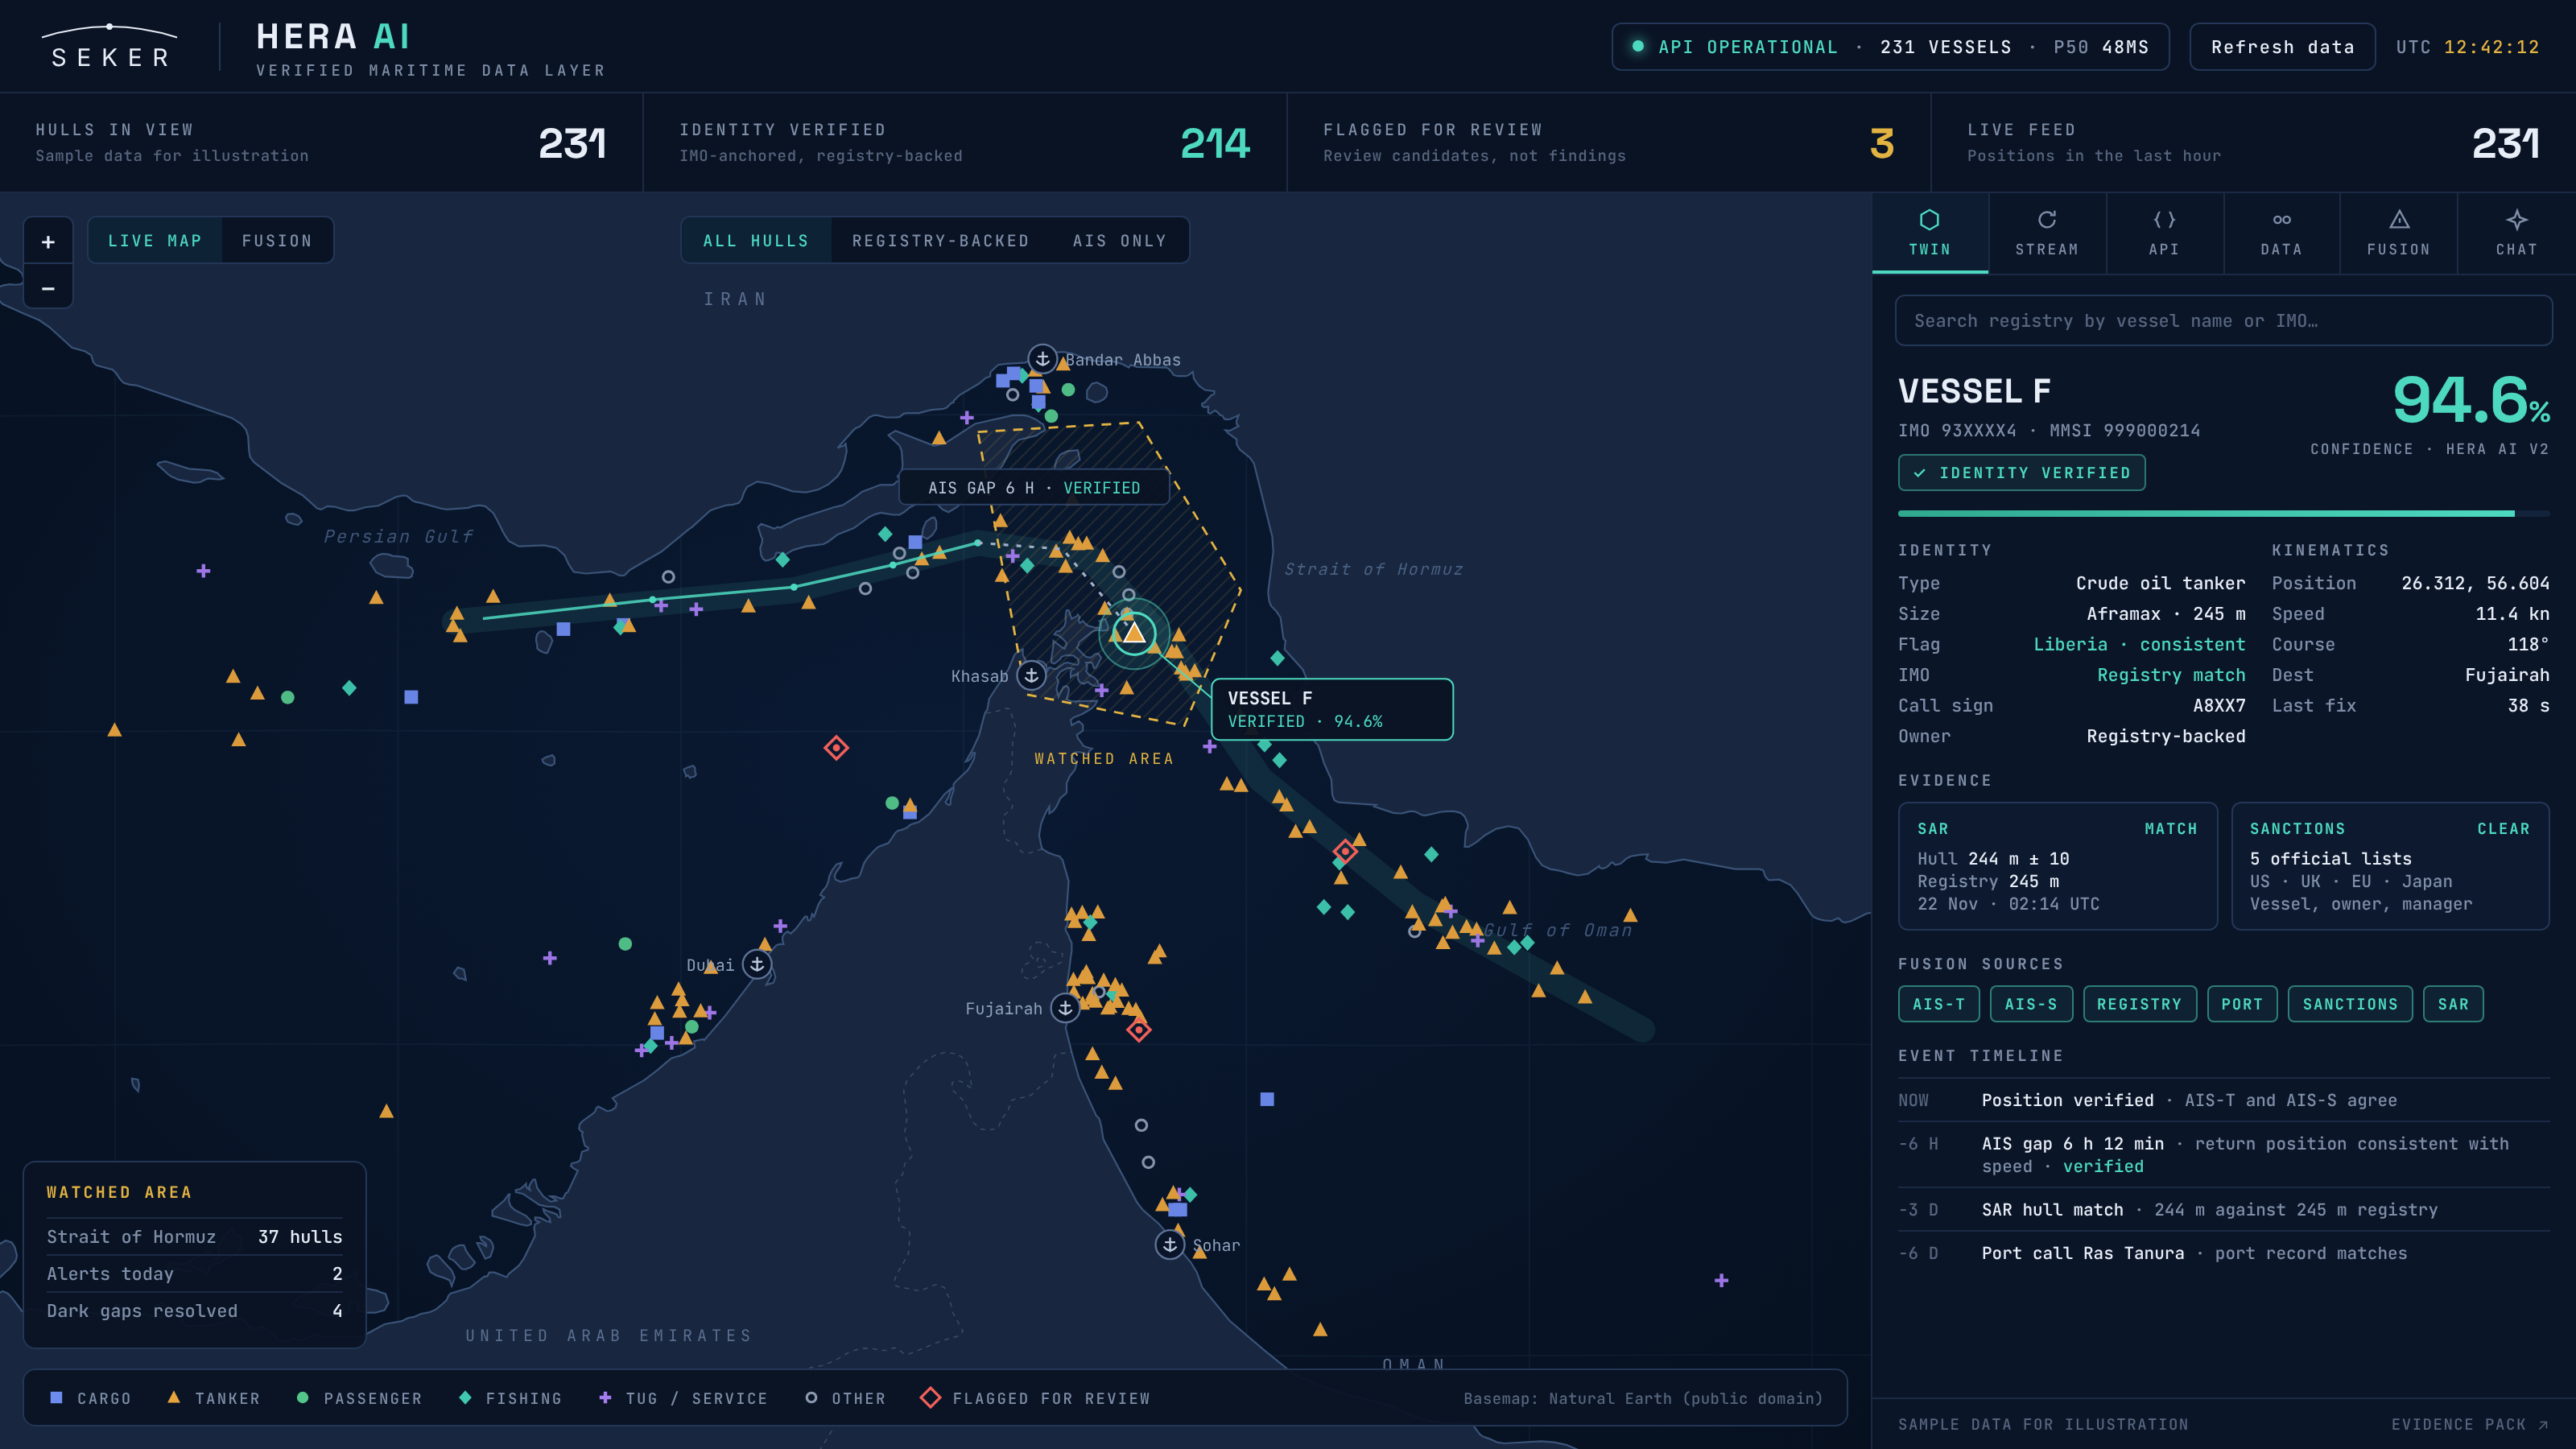 SEKER
HERA AI
VERIFIED MARITIME DATA LAYER
API OPERATIONAL · 231 VESSELS · P50 48MS
Refresh data
UTC 12:42:12
HULLS IN VIEW
Sample data for illustration
231
IDENTITY VERIFIED
IMO-anchored, registry-backed
214
FLAGGED FOR REVIEW
Review candidates, not findings
3
LIVE FEED
Positions in the last hour
231
+
−
LIVE MAP
FUSION
ALL HULLS
REGISTRY-BACKED
AIS ONLY
IRAN
Bandar Abbas
AIS GAP 6 H · VERIFIED
Persian Gulf
Strait of Hormuz
Khasab
VESSEL F
VERIFIED · 94.6%
WATCHED AREA
Gulf of Oman
Dubai
Fujairah
Sohar
UNITED ARAB EMIRATES
OMAN
WATCHED AREA
Strait of Hormuz 37 hulls
Alerts today 2
Dark gaps resolved 4
CARGO
TANKER
PASSENGER
FISHING
TUG / SERVICE
OTHER
FLAGGED FOR REVIEW
Basemap: Natural Earth (public domain)
TWIN
STREAM
API
DATA
FUSION
CHAT
Search registry by vessel name or IMO…
VESSEL F
IMO 93XXXX4 · MMSI 999000214
✓ IDENTITY VERIFIED
94.6%
CONFIDENCE · HERA AI V2
IDENTITY
Type Crude oil tanker
Size Aframax · 245 m
Flag Liberia · consistent
IMO Registry match
Call sign A8XX7
Owner Registry-backed
KINEMATICS
Position 26.312, 56.604
Speed 11.4 kn
Course 118°
Dest Fujairah
Last fix 38 s
EVIDENCE
SAR MATCH
Hull 244 m ± 10
Registry 245 m
22 Nov · 02:14 UTC
SANCTIONS CLEAR
5 official lists
US · UK · EU · Japan
Vessel, owner, manager
FUSION SOURCES
AIS-T
AIS-S
REGISTRY
PORT
SANCTIONS
SAR
EVENT TIMELINE
NOW Position verified · AIS-T and AIS-S agree
-6 H AIS gap 6 h 12 min · return position consistent with
speed · verified
-3 D SAR hull match · 244 m against 245 m registry
-6 D Port call Ras Tanura · port record matches
SAMPLE DATA FOR ILLUSTRATION
EVIDENCE PACK ↗